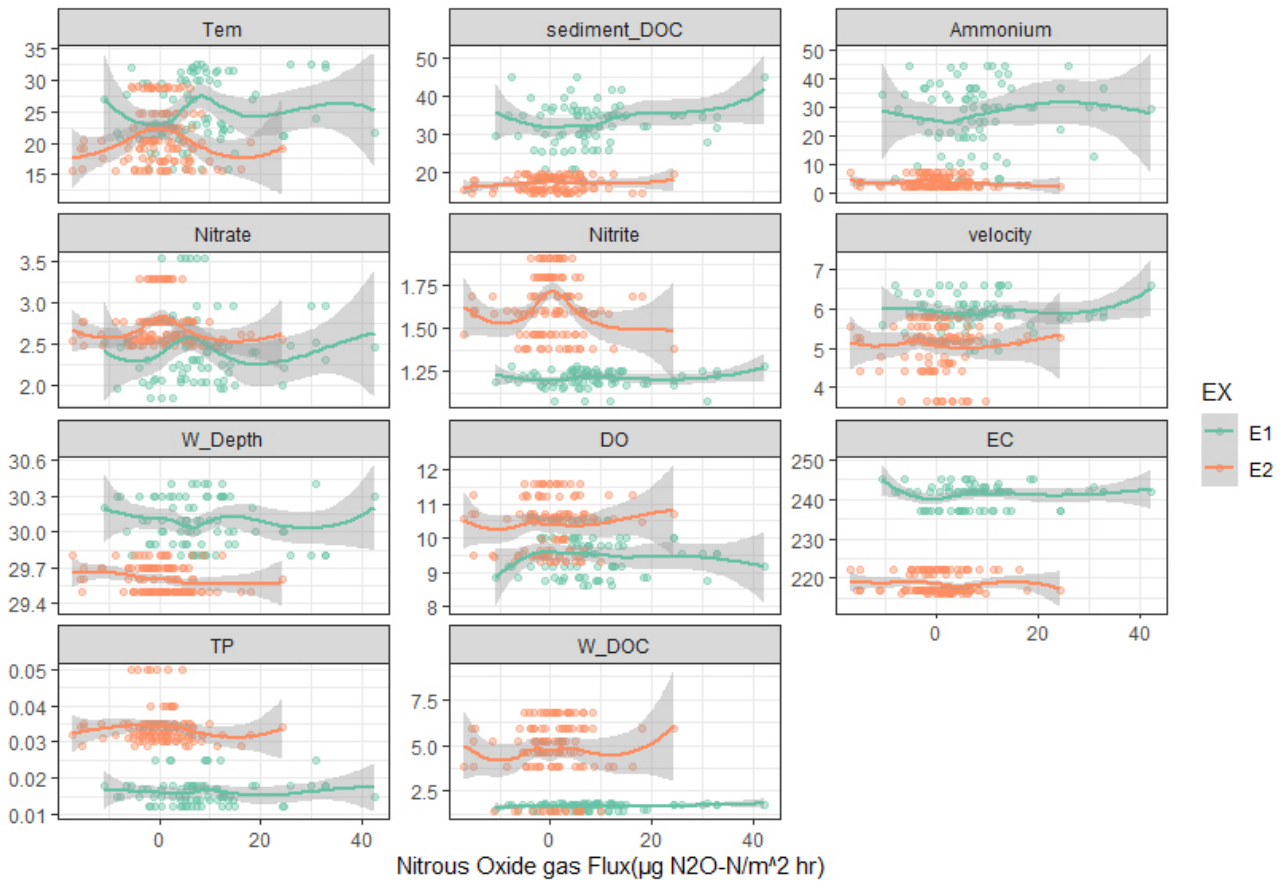 Tem
sediment_DOC
Ammonium
35
30
25
20
15
50
40
30
20
50
40
30
20
10
0
Nitrate
Nitrite
velocity
3.5
3.0
2.5
2.0
1.75
1.50
1.25
7
6
5
4
W_Depth
DO
EC
30.6
30.3
30.0
29.7
29.4
12
11
10
9
8
250
240
230
220
0 20 40
TP
W_DOC
0.05
0.04
0.03
0.02
0.01
7.5
5.0
2.5
0 20 40
0 20 40
Nitrous Oxide gas Flux(µg N2O-N/m^2 hr)
EX
E1
E2